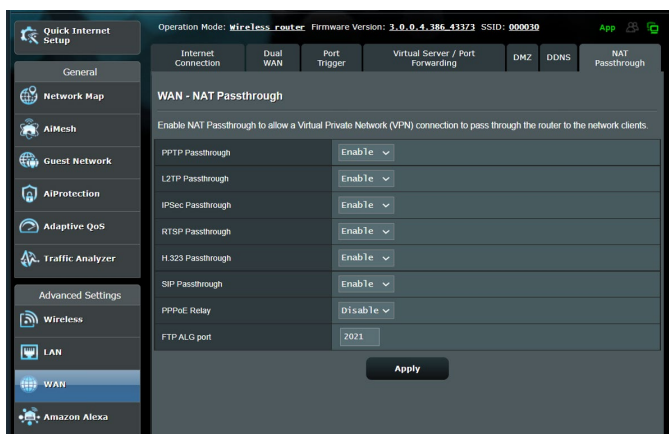 Quick Internet Setup
Operation Mode: Wireless router Firmware Version: 3.0.0.4.386_43373 SSID: 000030 App
Internet Connection
Dual WAN
Port Trigger
Virtual Server / Port Forwarding
DMZ
DDNS
NAT Passthrough
General
Network Map
AiMesh
Guest Network
AiProtection
Adaptive QoS
Traffic Analyzer
Advanced Settings
Wireless
LAN
WAN
Amazon Alexa
WAN - NAT Passthrough
Enable NAT Passthrough to allow a Virtual Private Network (VPN) connection to pass through the router to the network clients.
PPTP Passthrough Enable
L2TP Passthrough Enable
IPSec Passthrough Enable
RTSP Passthrough Enable
H.323 Passthrough Enable
SIP Passthrough Enable
PPPoE Relay Disable
FTP ALG port 2021
Apply